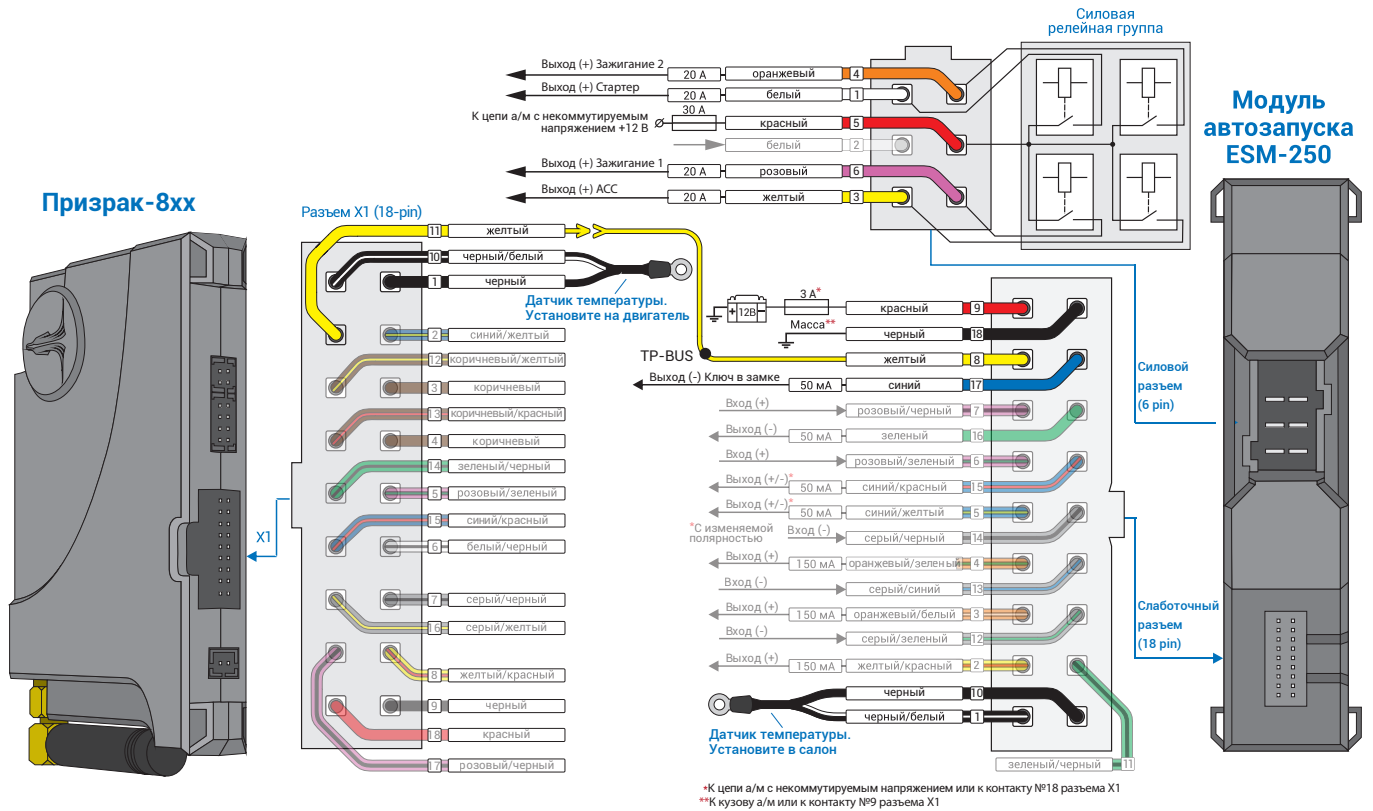 Силовая
релейная группа
Выход (+) Зажигание 2
20 А
оранжевый
4
Выход (+) Стартер
20 А
белый
1
К цепи а/м с некоммутируемым
напряжением +12 В
30 А
красный
5
белый
2
Выход (+) Зажигание 1
20 А
розовый
6
Выход (+) АСС
20 А
желтый
3
Модуль
автозапуска
ESM-250
Призрак-8хх
Разъем X1 (18-pin)
11
желтый
10
черный/белый
1
черный
Датчик температуры.
Установите на двигатель
2
синий/желтый
12
коричневый/желтый
3
коричневый
13
коричневый/красный
4
коричневый
14
зеленый/черный
5
розовый/зеленый
15
синий/красный
6
белый/черный
7
серый/черный
16
серый/желтый
8
желтый/красный
9
черный
18
красный
17
розовый/черный
X1
TP-BUS
+ 12В
3 А*
красный
9
Масса**
черный
18
желтый
8
Выход (-) Ключ в замке
50 мА
синий
17
Вход (+)
розовый/черный
7
Выход (-)
50 мА
зеленый
16
Вход (+)
розовый/зеленый
6
Выход (+/-)*
50 мА
синий/красный
15
Выход (+/-)*
50 мА
синий/желтый
5
*С изменяемой
полярностью
Вход (-)
серый/черный
14
Выход (+)
150 мА
оранжевый/зеленый
4
Вход (-)
серый/синий
13
Выход (+)
150 мА
оранжевый/белый
3
Вход (-)
серый/зеленый
12
Выход (+)
150 мА
желтый/красный
2
черный
10
черный/белый
1
Датчик температуры.
Установите в салон
зеленый/черный
11
Силовой
разъем
(6 pin)
Слаботочный
разъем
(18 pin)
*К цепи а/м с некоммутируемым напряжением или к контакту №18 разъема X1
**К кузову а/м или к контакту №9 разъема X1